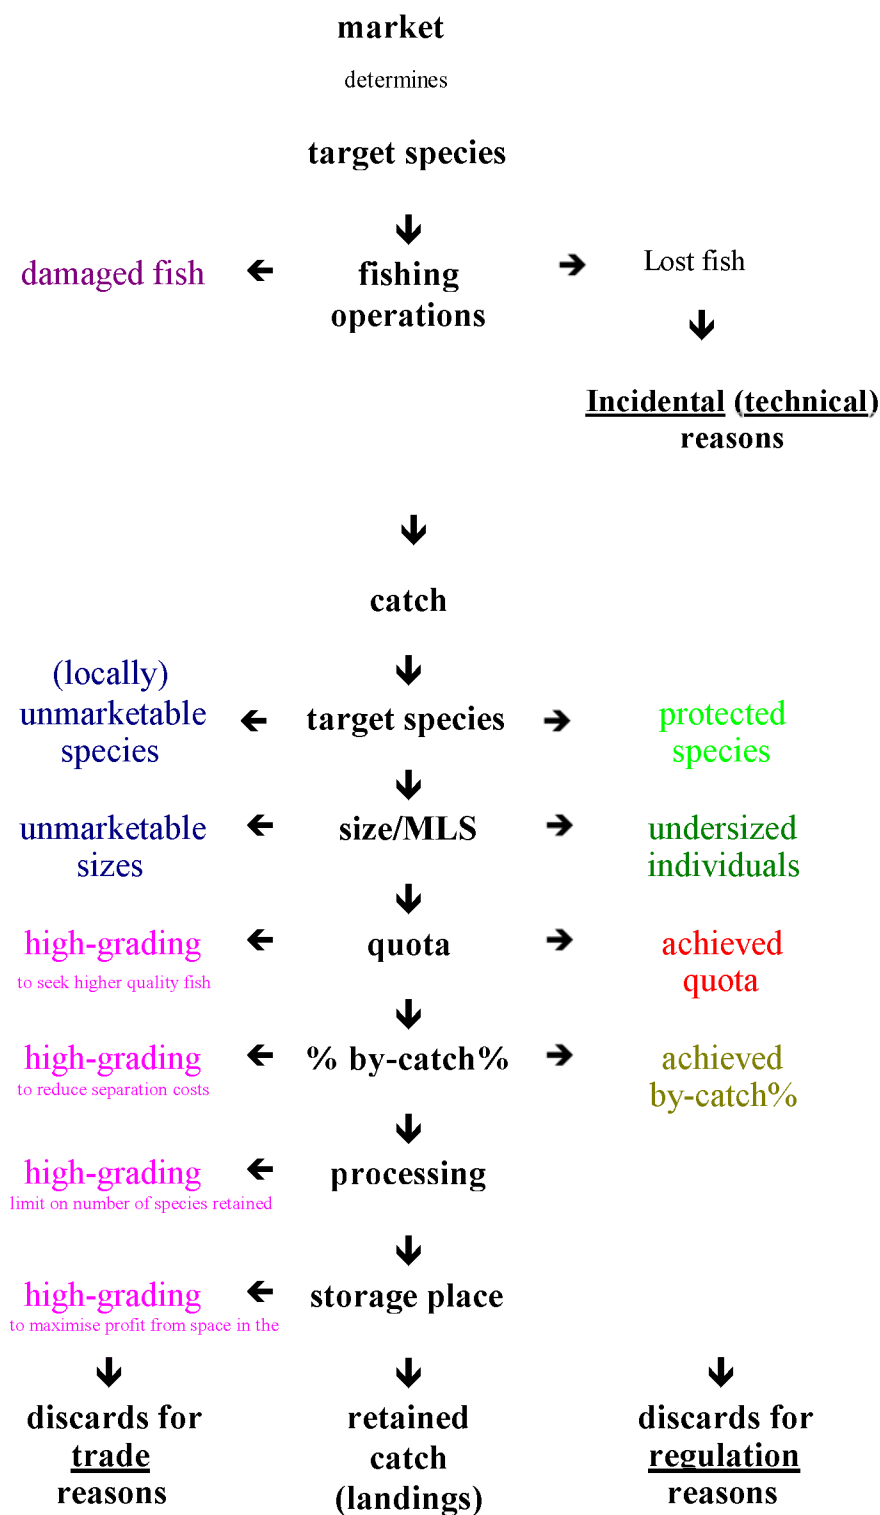 market
determines
target species
damaged fish
fishing
operations
Lost fish
Incidental (technical)
reasons
catch
(locally)
unmarketable
species
target species
protected
species
unmarketable
sizes
size/MLS
undersized
individuals
high-grading
to seek higher quality fish
quota
achieved
quota
high-grading
to reduce separation costs
% by-catch%
achieved
by-catch%
high-grading
limit on number of species retained
processing
high-grading
to maximise profit from space in the
storage place
discards for
trade
reasons
retained
catch
(landings)
discards for
regulation
reasons